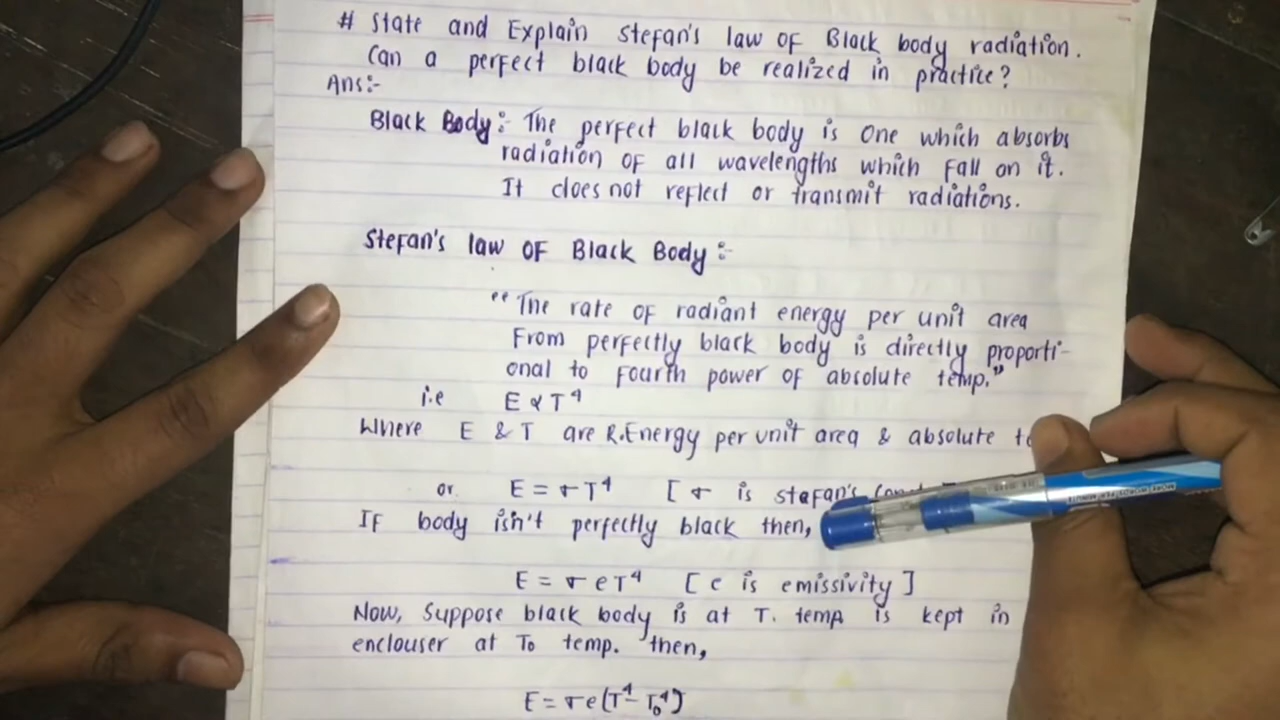 # State and Explain Stefan's law OF Black body radiation.
Can a perfect black body be realized in practice?
Ans:-
Black Body:- The perfect black body is one which absorbs
radiation of all wavelengths which fall on it.
It does not reflect or transmit radiations.
Stefan's law OF Black Body :-
"The rate of radiant energy per unit area
From perfectly black body is directly proporti-
onal to Fourth power of absolute temp."
i.e E ∝ T⁴
Where E & T are R.Energy per unit area & absolute
or E = σT⁴ [σ is stefan's
If body isn't perfectly black then,
E = σeT⁴ [e is emissivity]
Now, Suppose black body is at T. temp is kept in
enclouser at T₀ temp. then,
E = σe(T⁴ - T₀⁴)